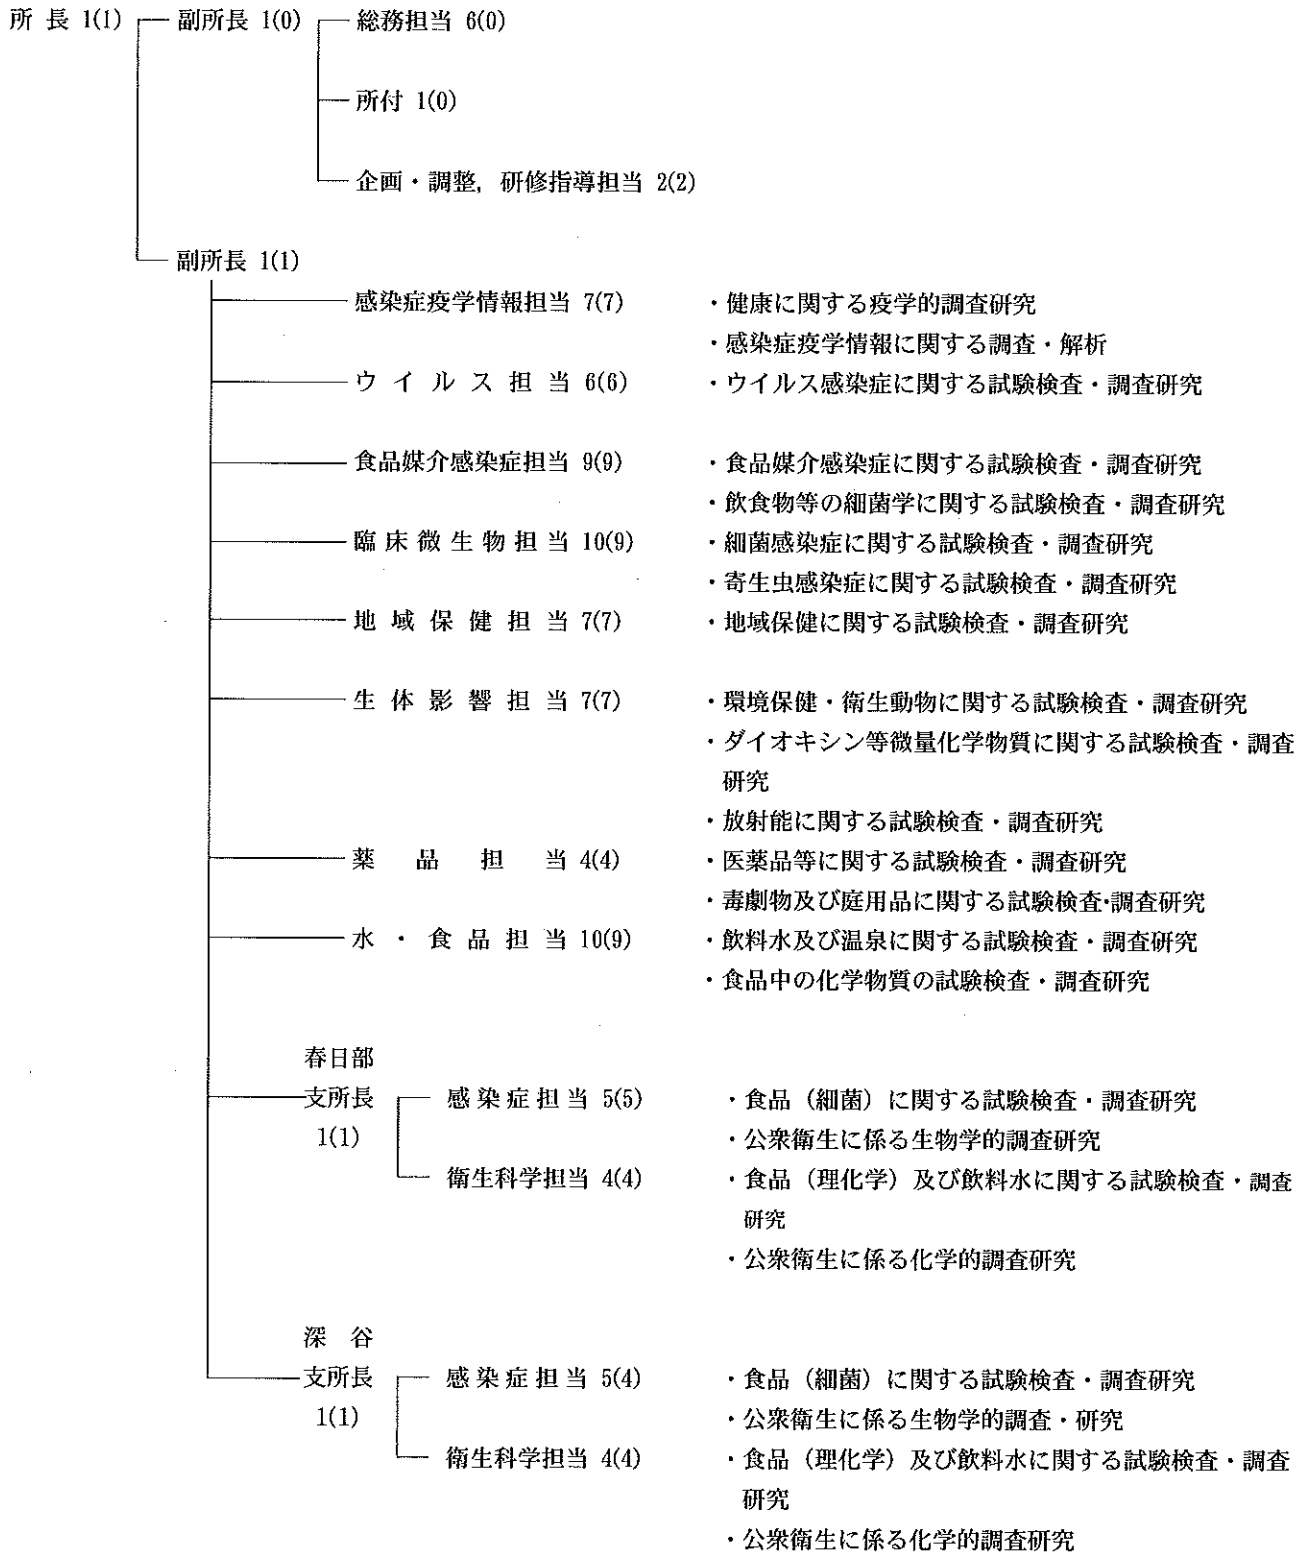 所 長 1(1) 副所長 1(0) 総務担当 6(0)
所付 1(0)
企画・調整, 研修指導担当 2(2)
副所長 1(1)
感染症疫学情報担当 7(7) ・健康に関する疫学的調査研究
・感染症疫学情報に関する調査・解析
ウ イ ル ス 担 当 6(6) ・ウイルス感染症に関する試験検査・調査研究
食品媒介感染症担当 9(9) ・食品媒介感染症に関する試験検査・調査研究
・飲食物等の細菌学に関する試験検査・調査研究
臨 床 微 生 物 担 当 10(9) ・細菌感染症に関する試験検査・調査研究
・寄生虫感染症に関する試験検査・調査研究
地 域 保 健 担 当 7(7) ・地域保健に関する試験検査・調査研究
生 体 影 響 担 当 7(7) ・環境保健・衛生動物に関する試験検査・調査研究
・ダイオキシン等微量化学物質に関する試験検査・調査
研究
・放射能に関する試験検査・調査研究
薬 品 担 当 4(4) ・医薬品等に関する試験検査・調査研究
・毒劇物及び庭用品に関する試験検査・調査研究
水 ・ 食 品 担 当 10(9) ・飲料水及び温泉に関する試験検査・調査研究
・食品中の化学物質の試験検査・調査研究
春日部
支所長 感 染 症 担 当 5(5) ・食品（細菌）に関する試験検査・調査研究
1(1) ・公衆衛生に係る生物学的調査研究
衛生科学担当 4(4) ・食品（理化学）及び飲料水に関する試験検査・調査
研究
・公衆衛生に係る化学的調査研究
深 谷
支所長 感 染 症 担 当 5(4) ・食品（細菌）に関する試験検査・調査研究
1(1) ・公衆衛生に係る生物学的調査・研究
衛生科学担当 4(4) ・食品（理化学）及び飲料水に関する試験検査・調査
研究
・公衆衛生に係る化学的調査研究